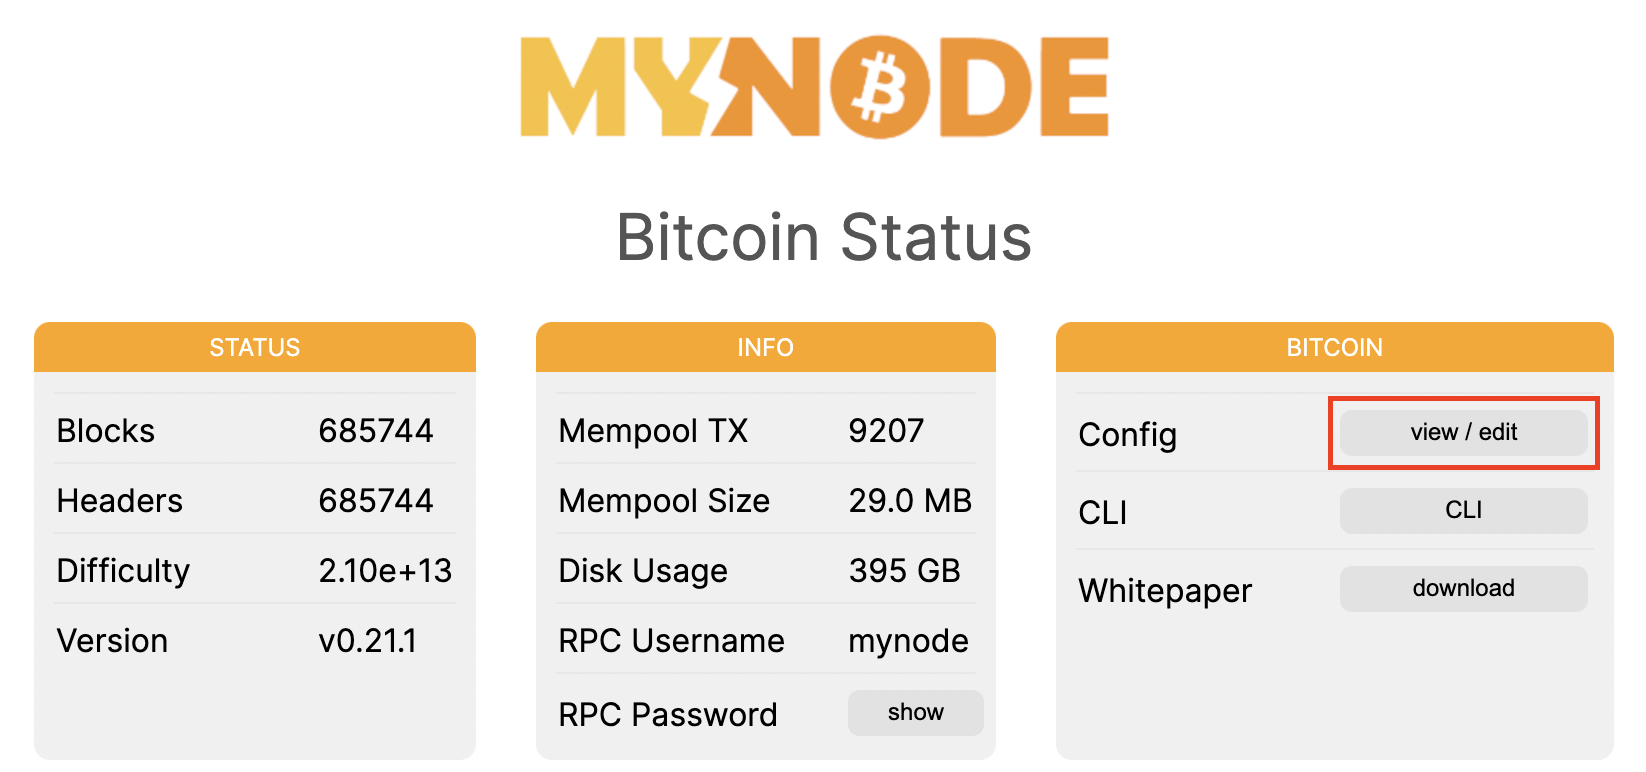 MYNODE
Bitcoin Status
STATUS
Blocks 685744
Headers 685744
Difficulty 2.10e+13
Version v0.21.1
INFO
Mempool TX 9207
Mempool Size 29.0 MB
Disk Usage 395 GB
RPC Username mynode
RPC Password show
BITCOIN
Config view / edit
CLI CLI
Whitepaper download